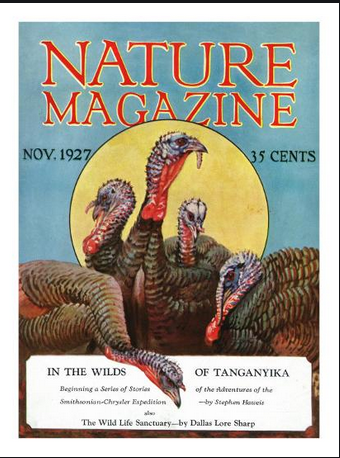 NATURE
MAGAZINE
NOV. 1927 35 CENTS
IN THE WILDS OF TANGANYIKA
Beginning a Series of Stories of the Adventures of the
Smithsonian-Chrysler Expedition —by Stephen Haweis
also
The Wild Life Sanctuary—by Dallas Lore Sharp